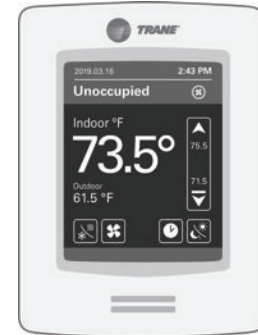 TRANE
2019.03.16 2:43 PM
Unoccupied
Indoor °F
73.5°
75.5
71.5
Outdoor
61.5 °F